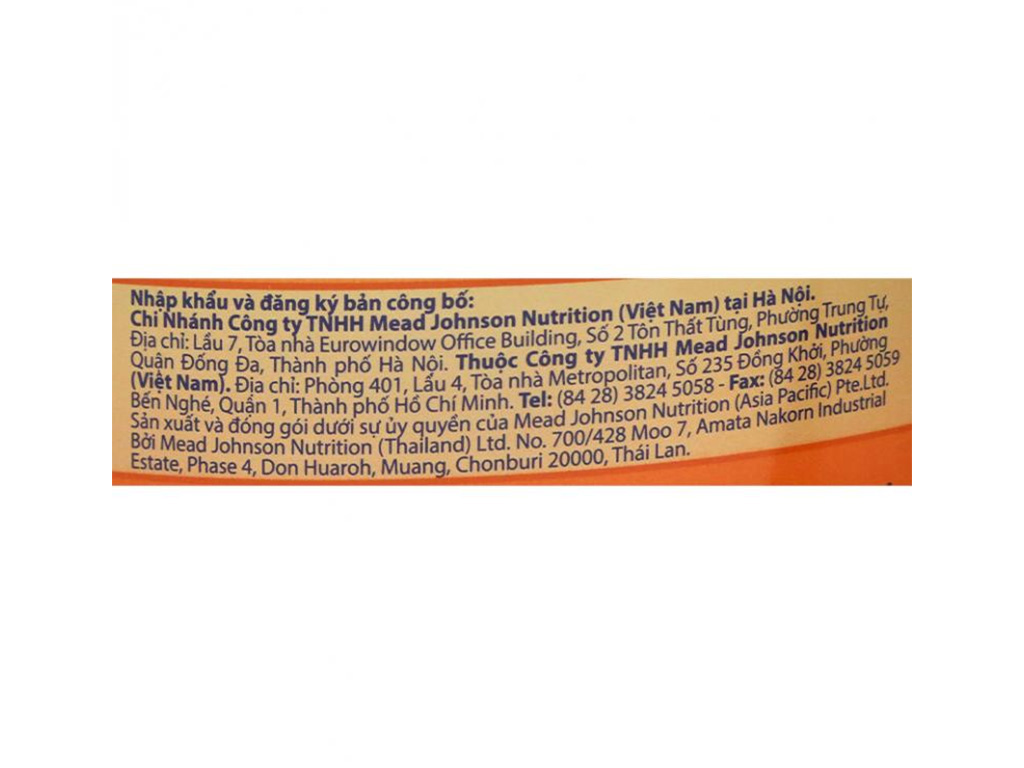 Nhập khẩu và đăng ký bản công bố:
Chi Nhánh Công ty TNHH Mead Johnson Nutrition (Việt Nam) tại Hà Nội.
Địa chỉ: Lầu 7, Tòa nhà Eurowindow Office Building, Số 2 Tôn Thất Tùng, Phường Trung Tự,
Quận Đống Đa, Thành phố Hà Nội. Thuộc Công ty TNHH Mead Johnson Nutrition
(Việt Nam). Địa chỉ: Phòng 401, Lầu 4, Tòa nhà Metropolitan, Số 235 Đồng Khởi, Phường
Bến Nghé, Quận 1, Thành phố Hồ Chí Minh. Tel: (84 28) 3824 5058 - Fax: (84 28) 3824 5059
Sản xuất và đóng gói dưới sự ủy quyền của Mead Johnson Nutrition (Asia Pacific) Pte.Ltd.
Bởi Mead Johnson Nutrition (Thailand) Ltd. No. 700/428 Moo 7, Amata Nakorn Industrial
Estate, Phase 4, Don Huaroh, Muang, Chonburi 20000, Thái Lan.